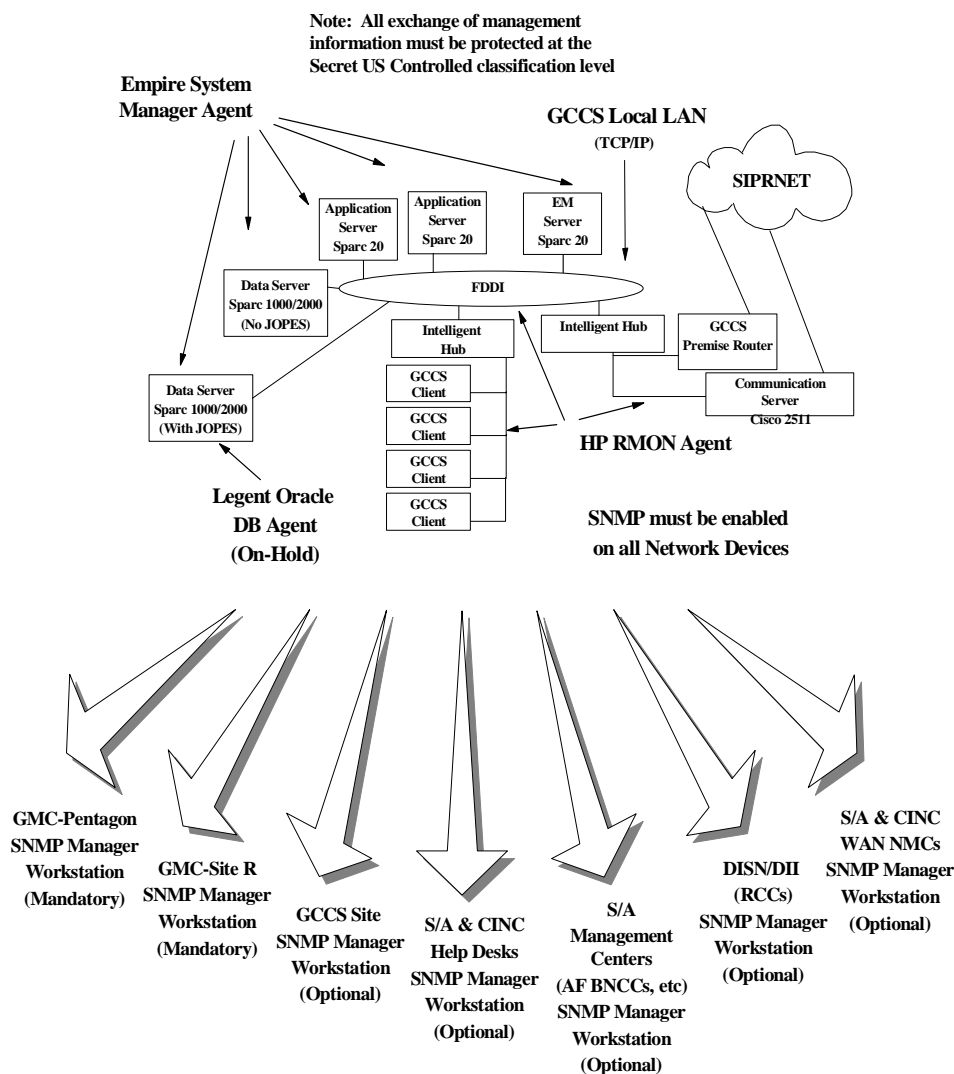 Note: All exchange of management
information must be protected at the
Secret US Controlled classification level
Empire System
Manager Agent
GCCS Local LAN
(TCP/IP)
SIPRNET
Application
Server
Sparc 20
Application
Server
Sparc 20
EM
Server
Sparc 20
Data Server
Sparc 1000/2000
(No JOPES)
FDDI
Intelligent
Hub
Intelligent Hub
GCCS
Premise Router
GCCS
Client
GCCS
Client
GCCS
Client
GCCS
Client
Communication
Server
Cisco 2511
Data Server
Sparc 1000/2000
(With JOPES)
HP RMON Agent
Legent Oracle
DB Agent
(On-Hold)
SNMP must be enabled
on all Network Devices
GMC-Pentagon
SNMP Manager
Workstation
(Mandatory)
GMC-Site R
SNMP Manager
Workstation
(Mandatory)
GCCS Site
SNMP Manager
Workstation
(Optional)
S/A & CINC
Help Desks
SNMP Manager
Workstation
(Optional)
S/A
Management
Centers
(AF BNCCs, etc)
SNMP Manager
Workstation
(Optional)
DISN/DII
(RCCs)
SNMP Manager
Workstation
(Optional)
S/A & CINC
WAN NMCs
SNMP Manager
Workstation
(Optional)